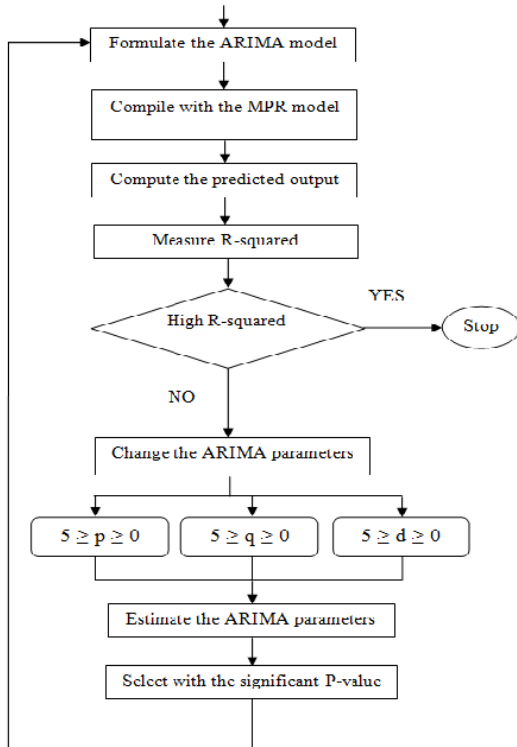 Formulate the ARIMA model
Compile with the MPR model
Compute the predicted output
Measure R-squared
High R-squared
YES
Stop
NO
Change the ARIMA parameters
5 ≥ p ≥ 0
5 ≥ q ≥ 0
5 ≥ d ≥ 0
Estimate the ARIMA parameters
Select with the significant P-value